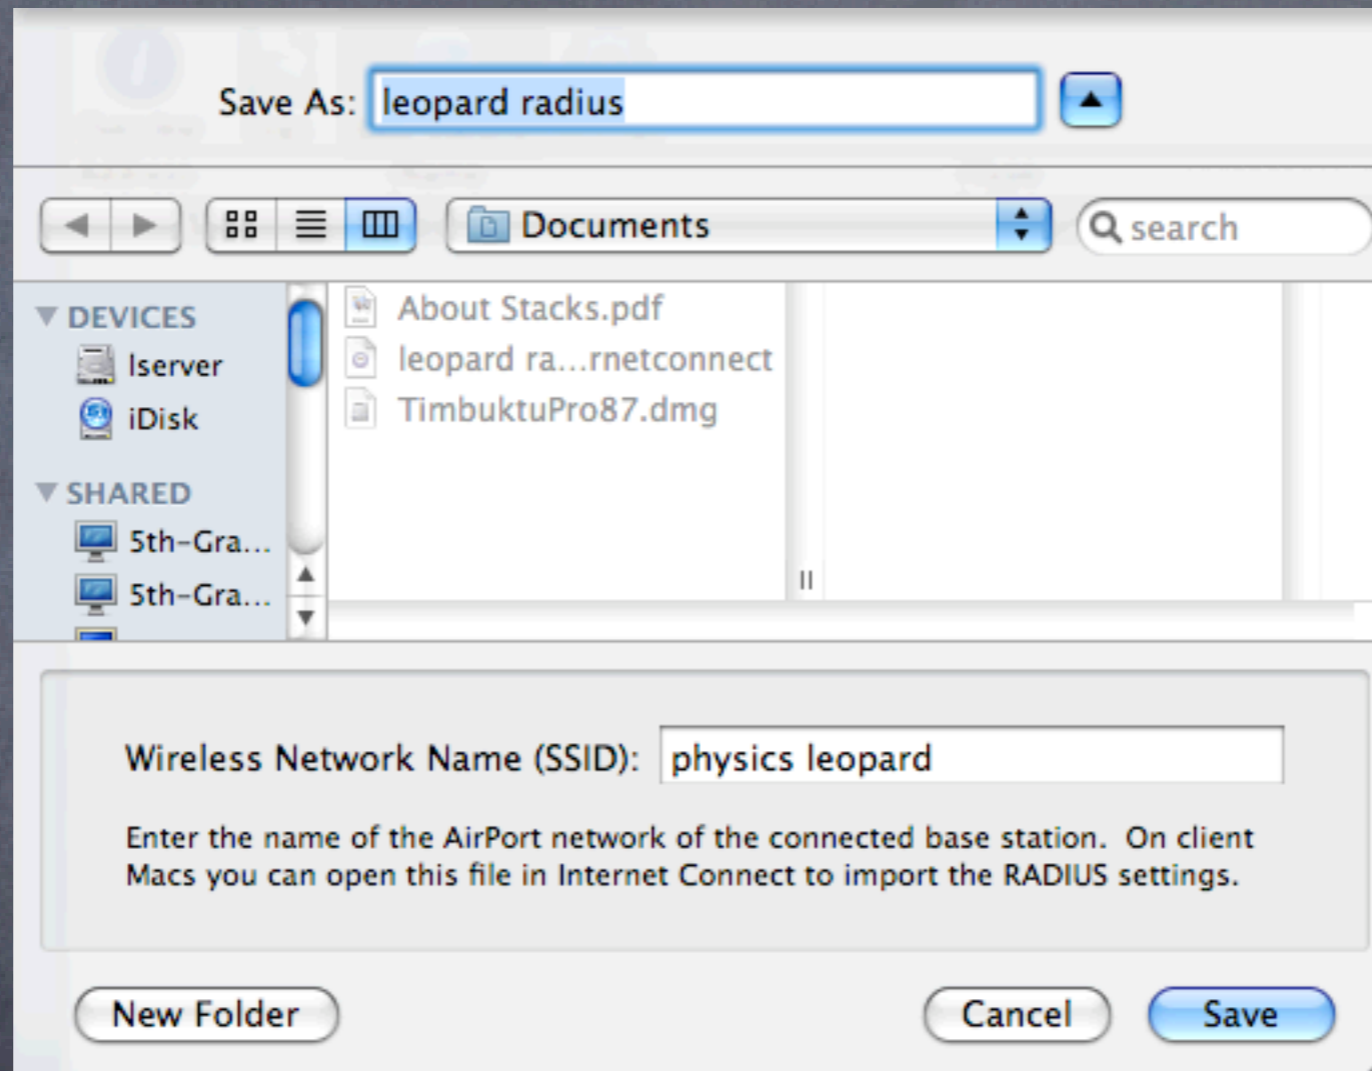 Save As: leopard radius
Documents
search
DEVICES
lserver
iDisk
SHARED
5th-Gra...
5th-Gra...
About Stacks.pdf
leopard ra...rnetconnect
TimbuktuPro87.dmg
Wireless Network Name (SSID): physics leopard
Enter the name of the AirPort network of the connected base station. On client
Macs you can open this file in Internet Connect to import the RADIUS settings.
New Folder
Cancel
Save